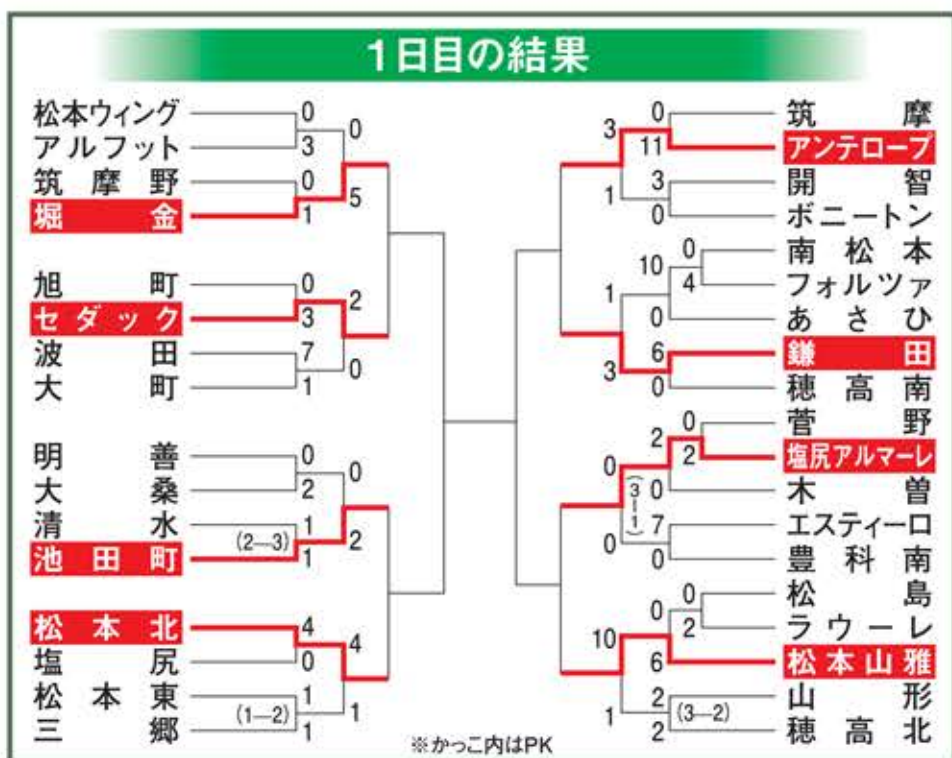 1日目の結果
松本ウィング 0
0
アルフット 3
筑摩野 0
5
堀金 1
旭町 0
2
セダック 3
波田 7
0
大町 1
明善 0
0
大桑 2
清水 1
(2―3) 2
池田町 1
松本北 4
4
塩尻 0
松本東 1
(1―2) 1
三郷 1
0 筑摩
3
11 アンテロープ
3 開智
1
0 ボニートン
0 南松本
10
4 フォルツァ
1
0 あさひ
6 鎌田
3
0 穂高南
0 菅野
2
2 塩尻アルマーレ
0
0 木曽
(3―1)
7 エスティーロ
0
0 豊科南
0 松島
0
2 ラウーレ
10
6 松本山雅
2 山形
1 (3―2)
2 穂高北
※かっこ内はPK